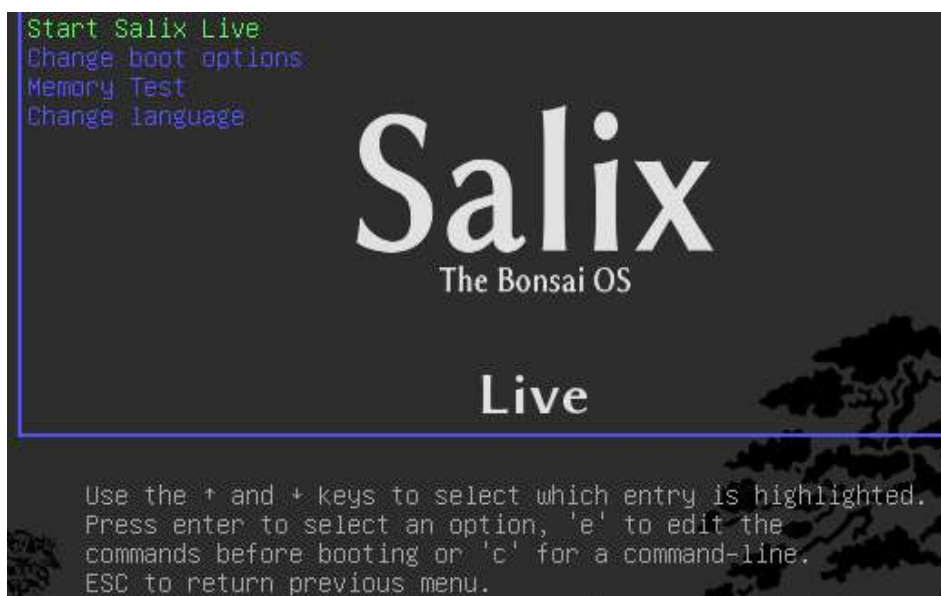 Start Salix Live
Change boot options
Memory Test
Change language
Salix
The Bonsai OS
Live
Use the ↑ and ↓ keys to select which entry is highlighted.
Press enter to select an option, 'e' to edit the
commands before booting or 'c' for a command-line.
ESC to return previous menu.